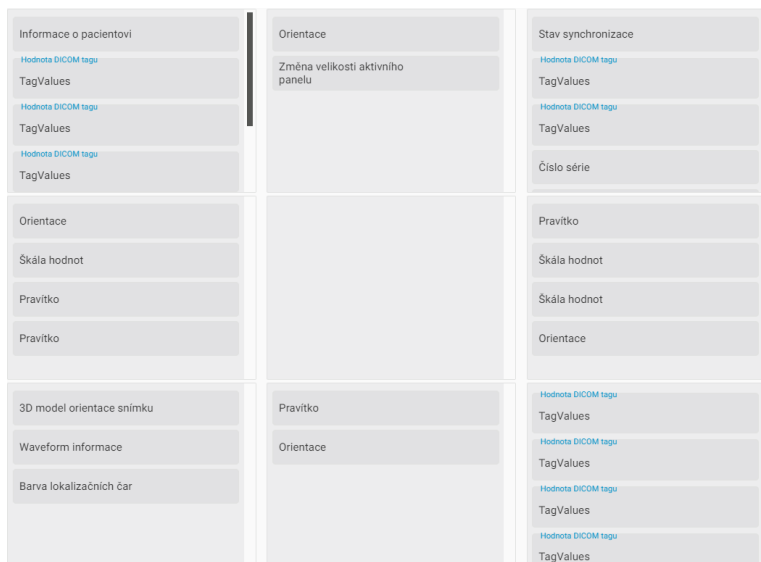 Informace o pacientovi
Hodnota DICOM tagu
TagValues
Hodnota DICOM tagu
TagValues
Hodnota DICOM tagu
TagValues
Orientace
Změna velikosti aktivního
panelu
Stav synchronizace
Hodnota DICOM tagu
TagValues
Hodnota DICOM tagu
TagValues
Číslo série
Orientace
Škála hodnot
Pravítko
Pravítko
Pravítko
Škála hodnot
Škála hodnot
Orientace
3D model orientace snímku
Waveform informace
Barva lokalizačních čar
Pravítko
Orientace
Hodnota DICOM tagu
TagValues
Hodnota DICOM tagu
TagValues
Hodnota DICOM tagu
TagValues
Hodnota DICOM tagu
TagValues